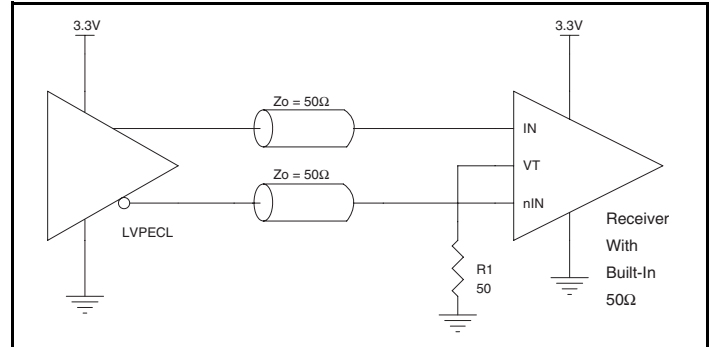 3.3V
3.3V
Zo = 50Ω
IN
VT
Zo = 50Ω
nIN
LVPECL
R1
50
Receiver
With
Built-In
50Ω